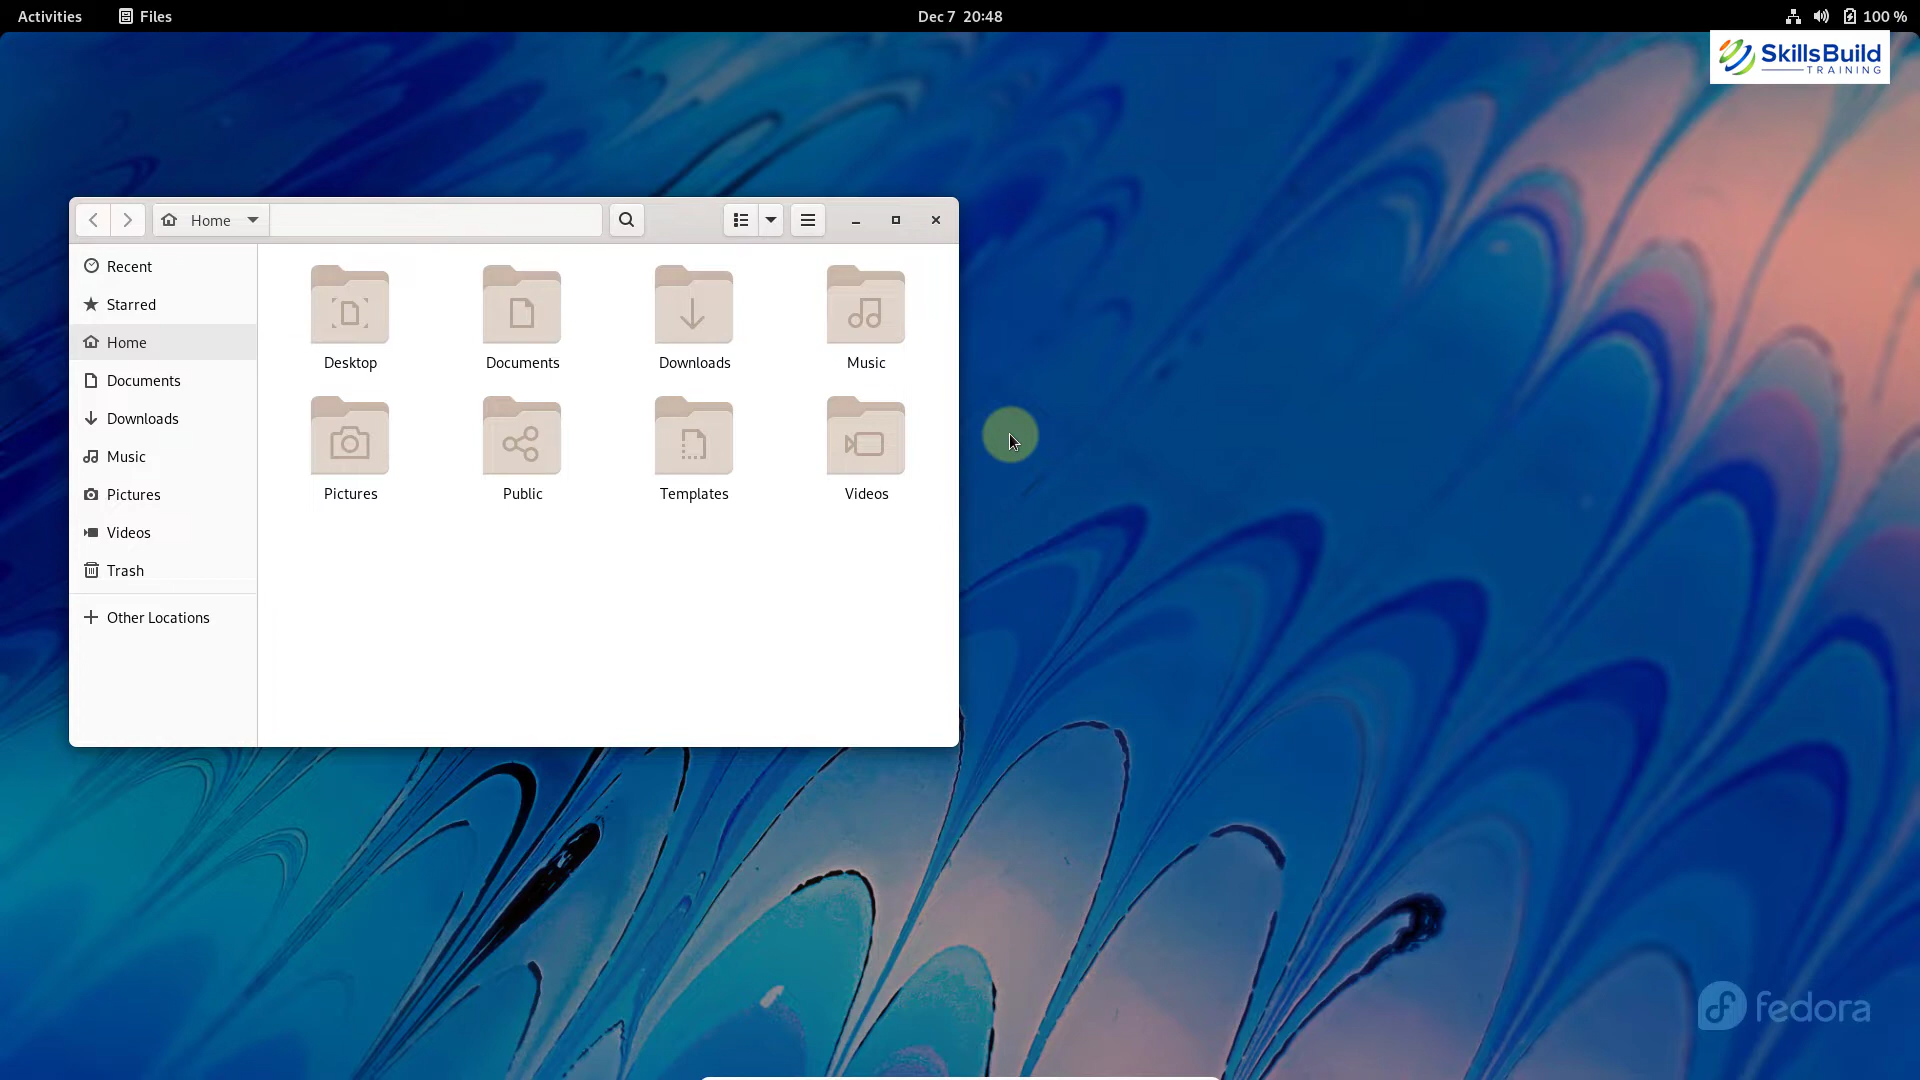 Activities Files Dec 7 20:48 100 %
SkillsBuild
TRAINING
Home
Recent
Starred
Home
Documents
Downloads
Music
Pictures
Videos
Trash
Other Locations
Desktop Documents Downloads Music
Pictures Public Templates Videos
fedora